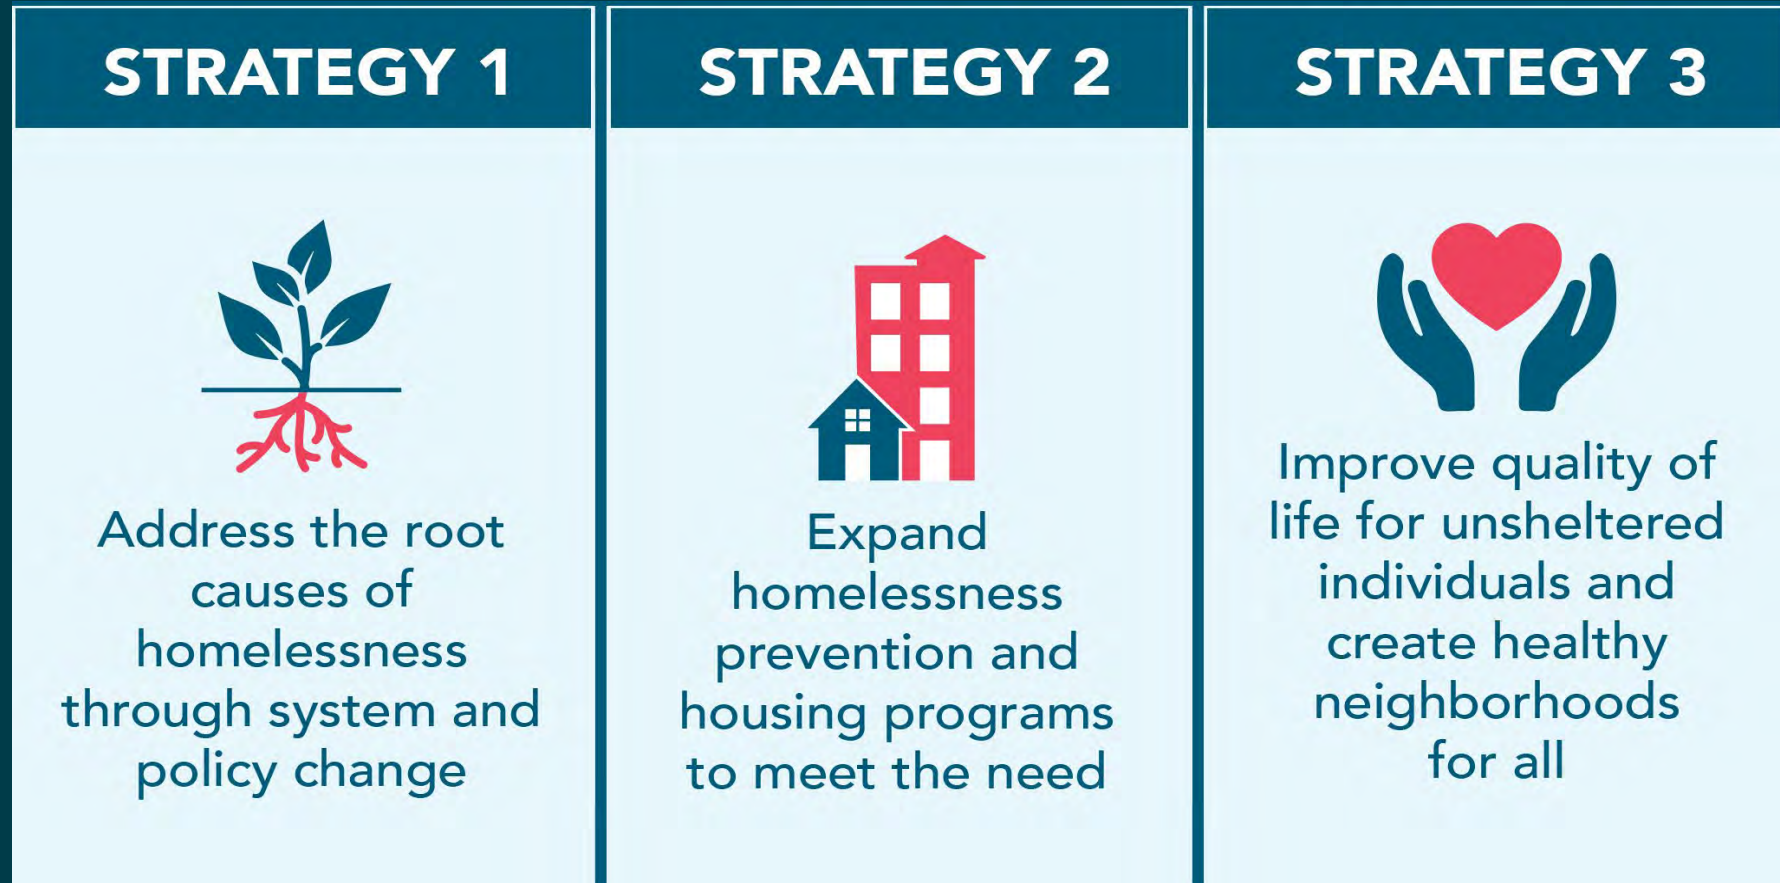 STRATEGY 1
Address the root
causes of
homelessness
through system and
policy change
STRATEGY 2
Expand
homelessness
prevention and
housing programs
to meet the need
STRATEGY 3
Improve quality of
life for unsheltered
individuals and
create healthy
neighborhoods
for all